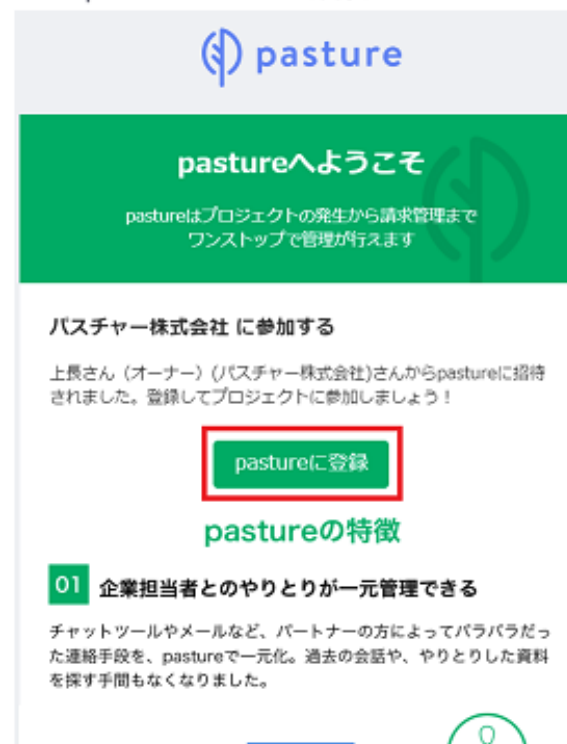 pasture
pastureへようこそ
pastureはプロジェクトの発生から請求管理まで
ワンストップで管理が行えます
パスチャー株式会社 に参加する
上長さん（オーナー）(パスチャー株式会社)さんからpastureに招待
されました。登録してプロジェクトに参加しましょう！
pastureに登録
pastureの特徴
01 企業担当者とのやりとりが一元管理できる
チャットツールやメールなど、パートナーの方によってバラバラだっ
た連絡手段を、pastureで一元化。過去の会話や、やりとりした資料
を探す手間もなくなりました。